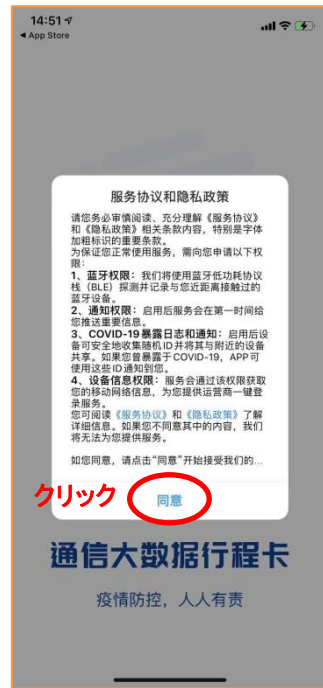 14:51
◀ App Store
服务协议和隐私政策
请您务必审慎阅读、充分理解《服务协议》
和《隐私政策》相关条款内容，特别是字体
加粗标识的重要条款。
为保证您正常使用服务，需向您申请以下权
限：
1、蓝牙权限：我们将使用蓝牙低功耗协议
栈（BLE）探测并记录与您近距离接触过的
蓝牙设备。
2、通知权限：启用后服务会在第一时间给
您推送重要信息。
3、COVID-19暴露日志和通知：启用后设
备可安全地收集随机ID并将其与附近的设备
共享。如果您曾暴露于COVID-19，APP可
使用这些ID通知到您。
4、设备信息权限：服务会通过该权限获取
您的移动网络信息，为您提供运营商一键登
录服务。
您可阅读《服务协议》和《隐私政策》了解
详细信息。如果您不同意其中的内容，我们
将无法为您提供服务。
如您同意，请点击“同意”开始接受我们的...
クリック
同意
通信大数据行程卡
疫情防控，人人有责